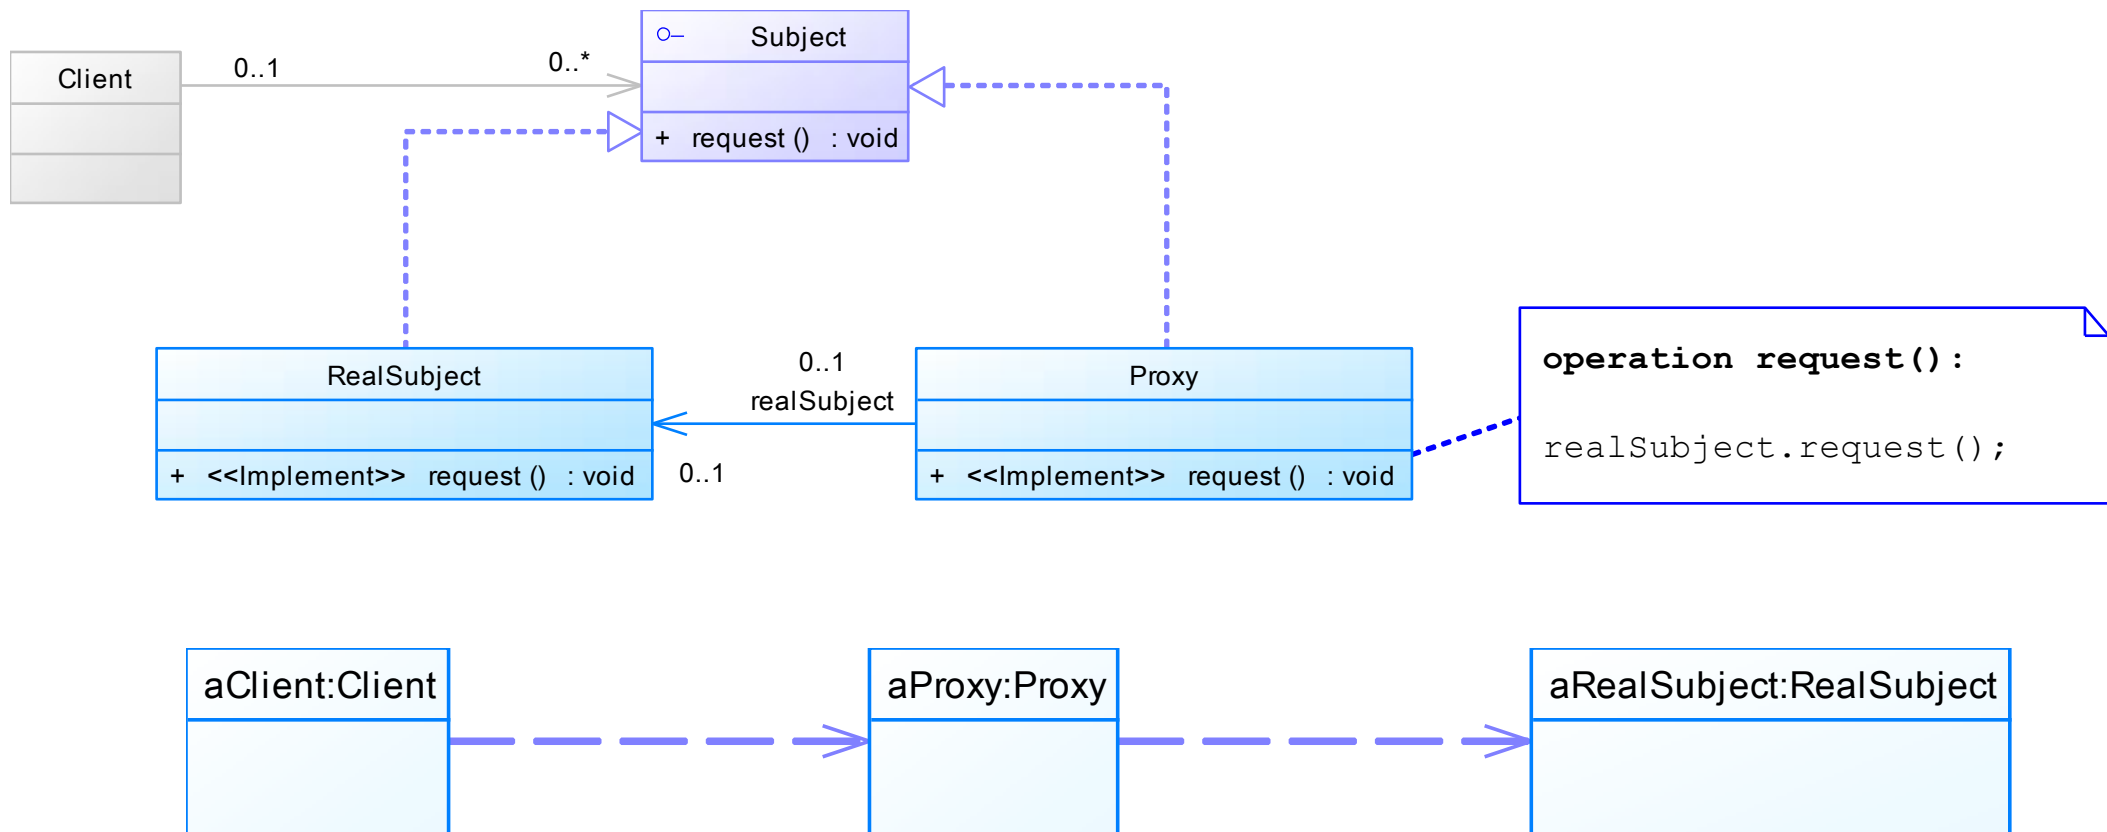 Subject
Client
0..1
0..*
+ request () : void
RealSubject
0..1
realSubject
Proxy
+ <<Implement>> request () : void
0..1
+ <<Implement>> request () : void
operation request():
realSubject.request();
aClient:Client
aProxy:Proxy
aRealSubject:RealSubject